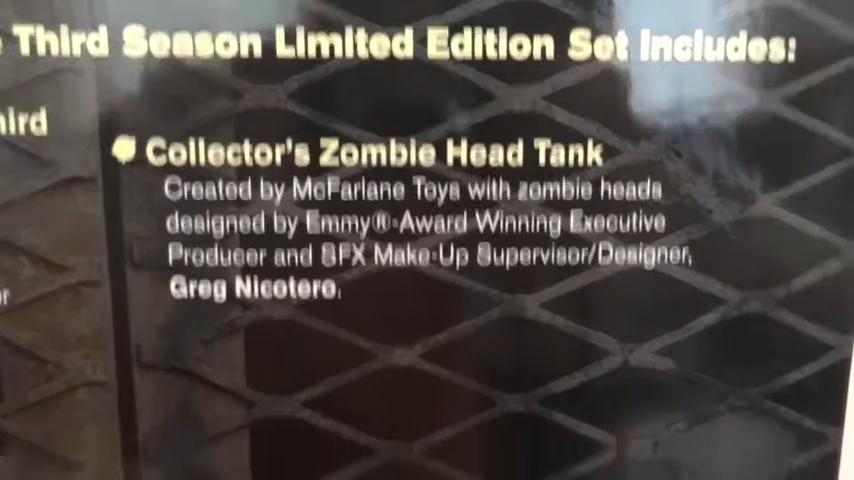 Third Season Limited Edition Set Includes:
Collector's Zombie Head Tank
Created by McFarlane Toys with zombie heads
designed by Emmy®-Award Winning Executive
Producer and SFX Make-Up Supervisor/Designer,
Greg Nicotero.